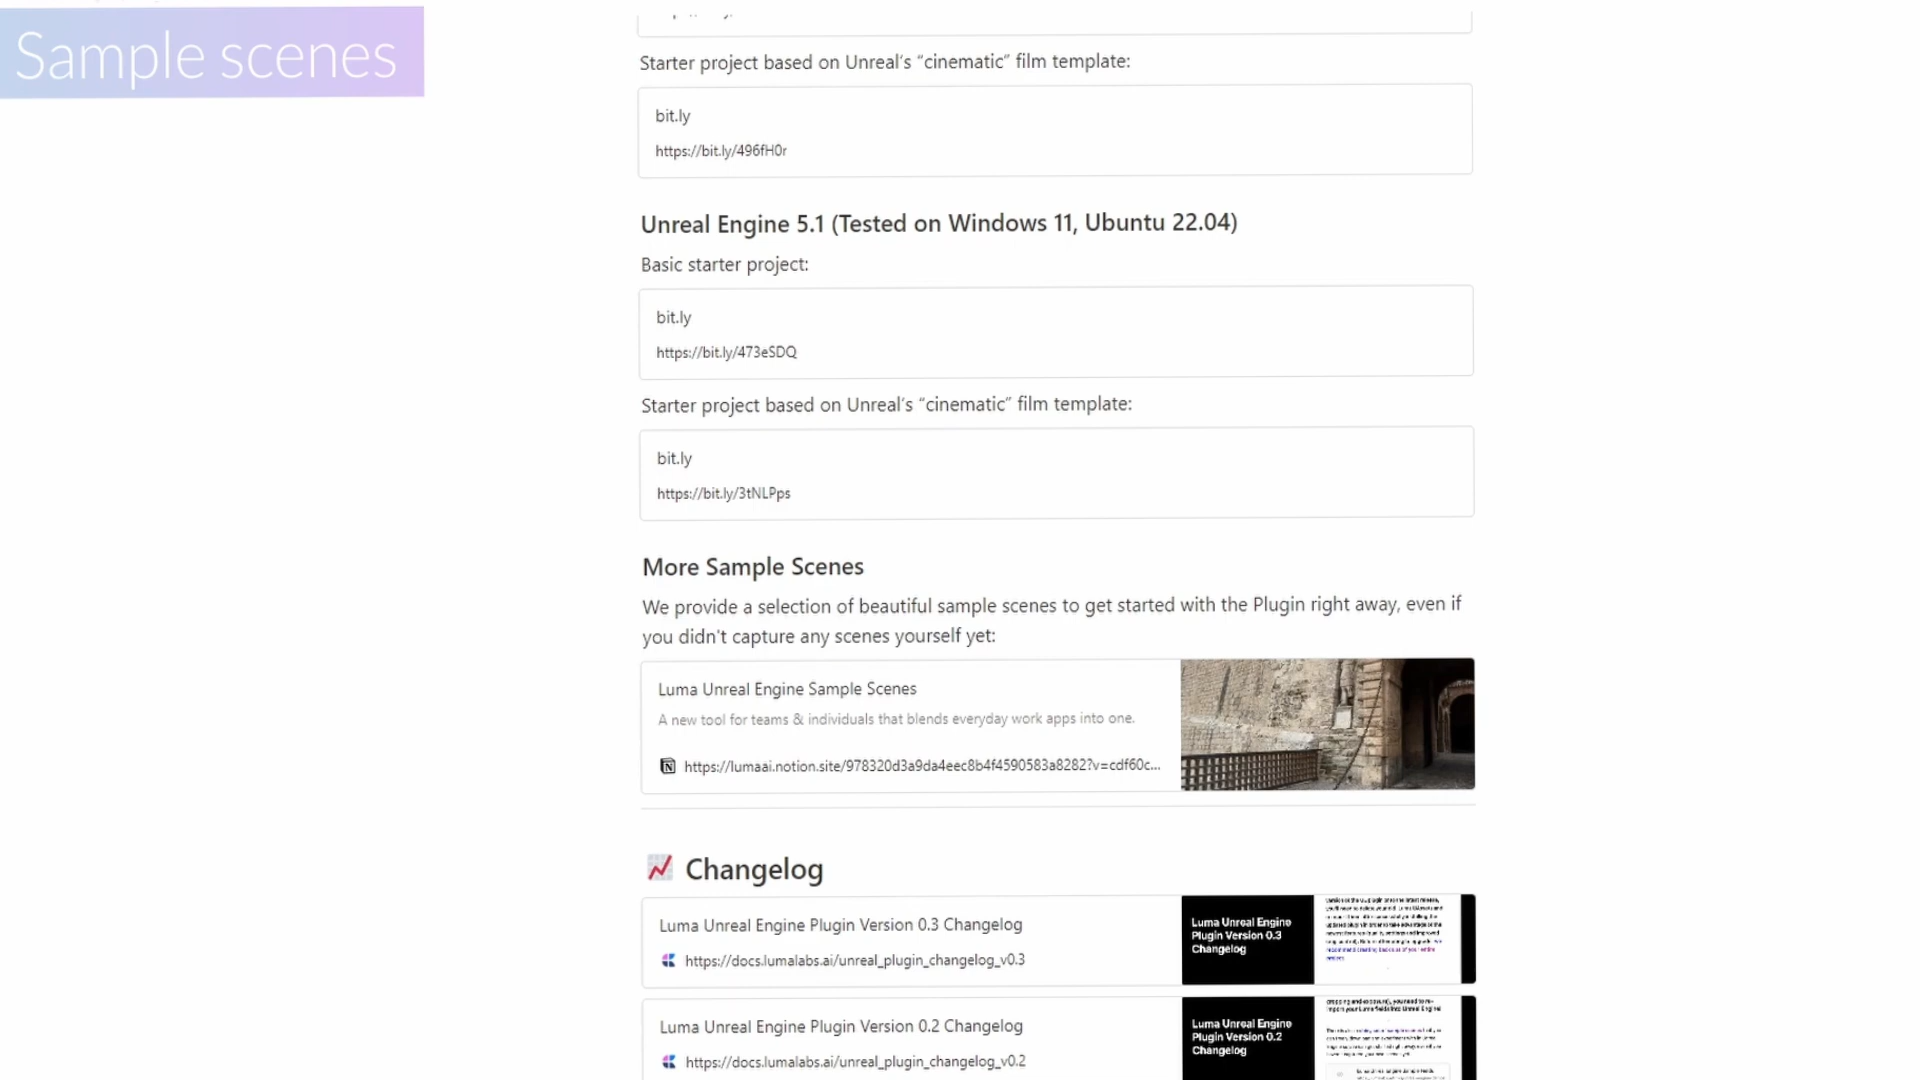 Sample scenes
Starter project based on Unreal's “cinematic” film template:
bit.ly
https://bit.ly/496fH0r
Unreal Engine 5.1 (Tested on Windows 11, Ubuntu 22.04)
Basic starter project:
bit.ly
https://bit.ly/473eSDQ
Starter project based on Unreal's “cinematic” film template:
bit.ly
https://bit.ly/3tNLPps
More Sample Scenes
We provide a selection of beautiful sample scenes to get started with the Plugin right away, even if
you didn't capture any scenes yourself yet:
Luma Unreal Engine Sample Scenes
A new tool for teams & individuals that blends everyday work apps into one.
https://lumaai.notion.site/978320d3a9da4eec8b4f4590583a8282?v=cdf60c...
Changelog
Luma Unreal Engine Plugin Version 0.3 Changelog
https://docs.lumalabs.ai/unreal_plugin_changelog_v0.3
Luma Unreal Engine
Plugin Version 0.3
Changelog
Luma Unreal Engine Plugin Version 0.2 Changelog
https://docs.lumalabs.ai/unreal_plugin_changelog_v0.2
Luma Unreal Engine
Plugin Version 0.2
Changelog